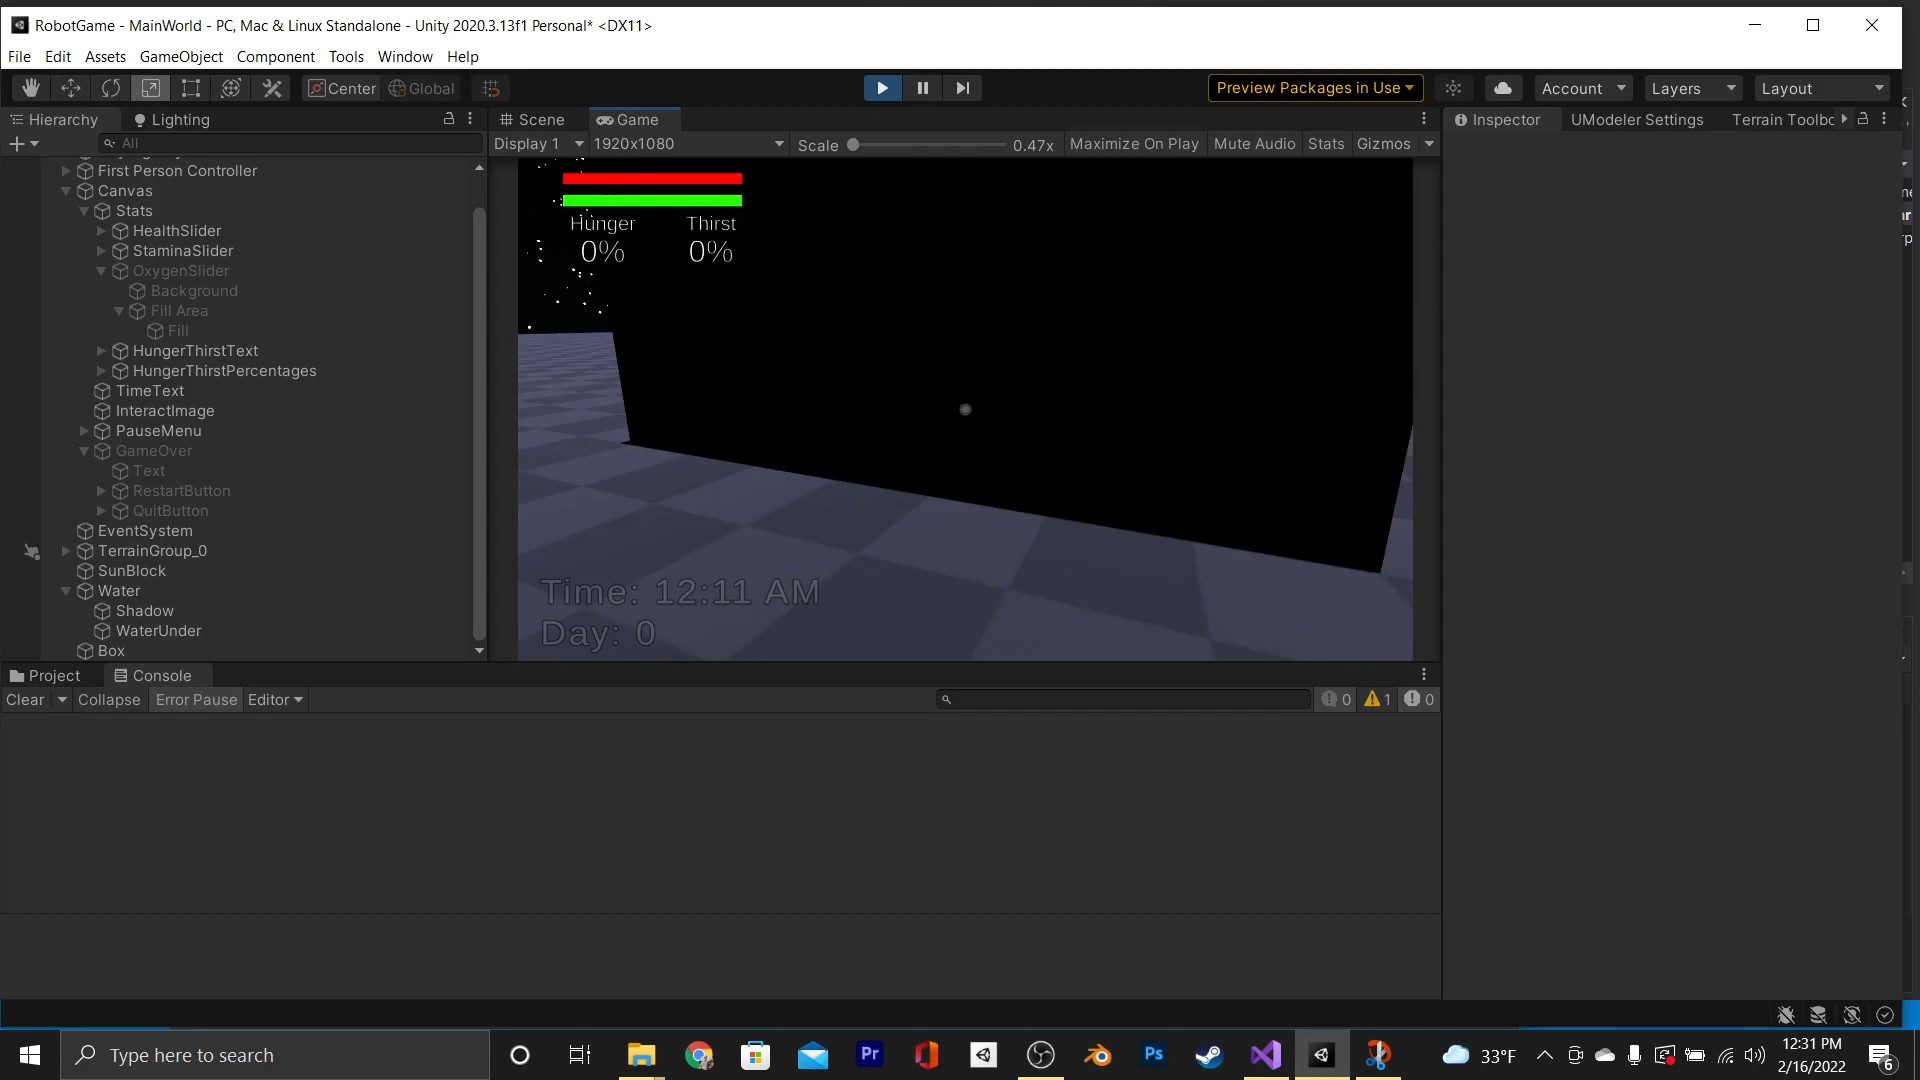 RobotGame - MainWorld - PC, Mac & Linux Standalone - Unity 2020.3.13f1 Personal* <DX11>
File Edit Assets GameObject Component Tools Window Help
Center Global Preview Packages in Use Account Layers Layout
Hierarchy Lighting Scene Game Inspector UModeler Settings Terrain Toolbo
All Display 1 1920x1080 Scale 0.47x Maximize On Play Mute Audio Stats Gizmos
First Person Controller
Canvas
Stats
HealthSlider
StaminaSlider
OxygenSlider
Background
Fill Area
Fill
HungerThirstText
HungerThirstPercentages
TimeText
InteractImage
PauseMenu
GameOver
Text
RestartButton
QuitButton
EventSystem
TerrainGroup_0
SunBlock
Water
Shadow
WaterUnder
Box
Hunger Thirst
0% 0%
Time: 12:11 AM
Day: 0
Project Console
Clear Collapse Error Pause Editor 0 1 0
Type here to search Pr Ps 33°F 12:31 PM
2/16/2022 6